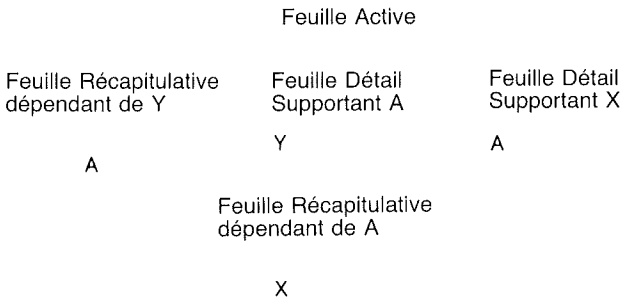 Feuille Active
Feuille Récapitulative
dépendant de Y
A
Feuille Détail
Supportant A
Y
Feuille Détail
Supportant X
A
Feuille Récapitulative
dépendant de A
X